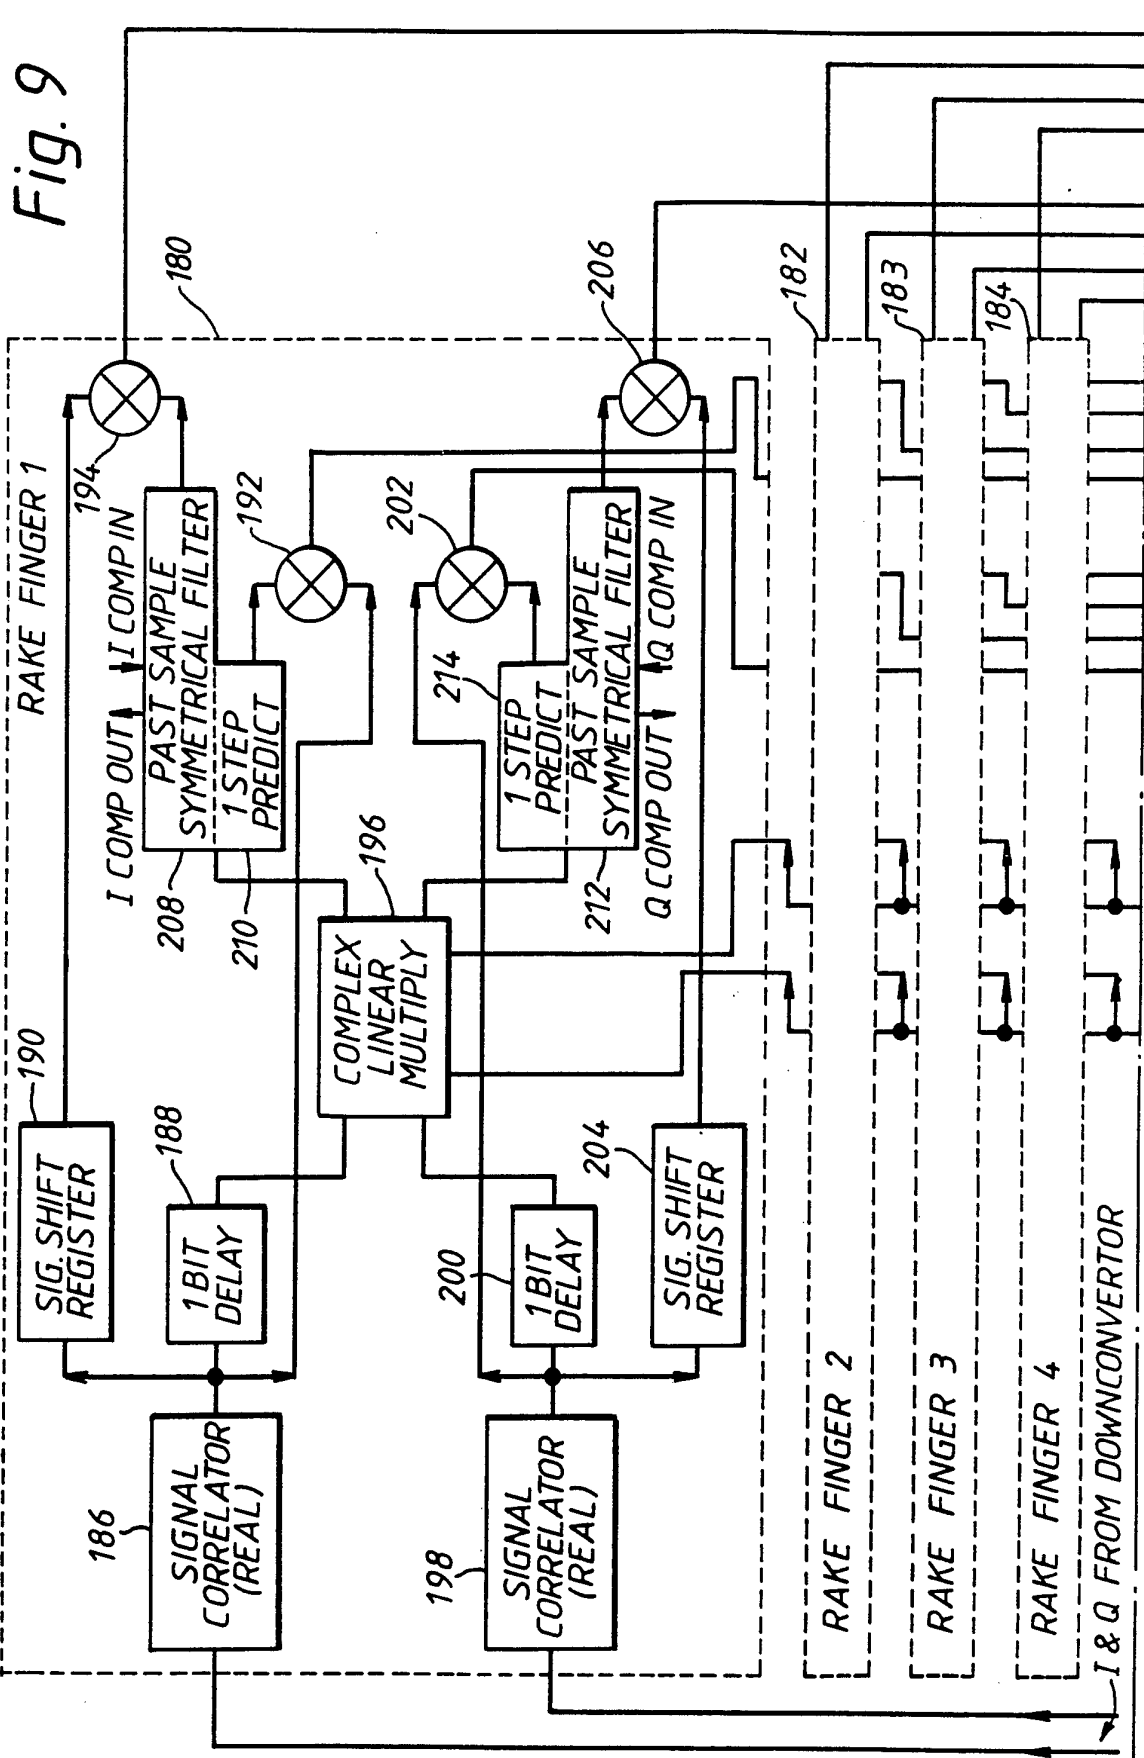 Fig. 9
RAKE FINGER 1
180
190
SIG. SHIFT
REGISTER
194
I COMP OUT
I COMP IN
186
SIGNAL
CORRELATOR
(REAL)
188
1 BIT
DELAY
208
PAST SAMPLE
SYMMETRICAL FILTER
210
1 STEP
PREDICT
192
196
COMPLEX
LINEAR
MULTIPLY
202
198
SIGNAL
CORRELATOR
(REAL)
200
1 BIT
DELAY
214
1 STEP
PREDICT
212
PAST SAMPLE
SYMMETRICAL FILTER
206
204
SIG. SHIFT
REGISTER
Q COMP OUT
Q COMP IN
182
RAKE FINGER 2
183
RAKE FINGER 3
184
RAKE FINGER 4
I & Q FROM DOWNCONVERTOR